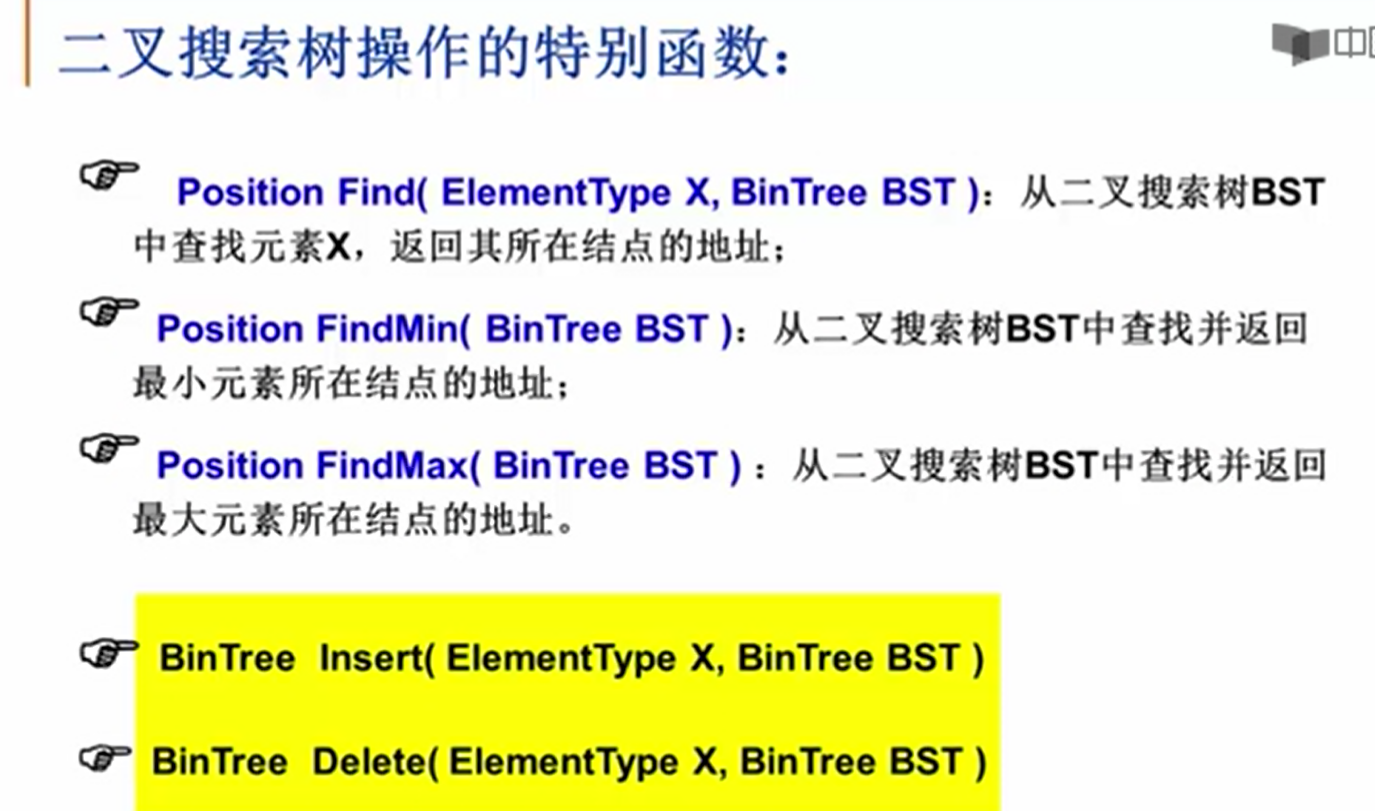 二叉搜索树操作的特别函数：
中
Position Find( ElementType X, BinTree BST )：从二叉搜索树BST
中查找元素X，返回其所在结点的地址；
Position FindMin( BinTree BST )：从二叉搜索树BST中查找并返回
最小元素所在结点的地址；
Position FindMax( BinTree BST ) ：从二叉搜索树BST中查找并返回
最大元素所在结点的地址。
BinTree Insert( ElementType X, BinTree BST )
BinTree Delete( ElementType X, BinTree BST )